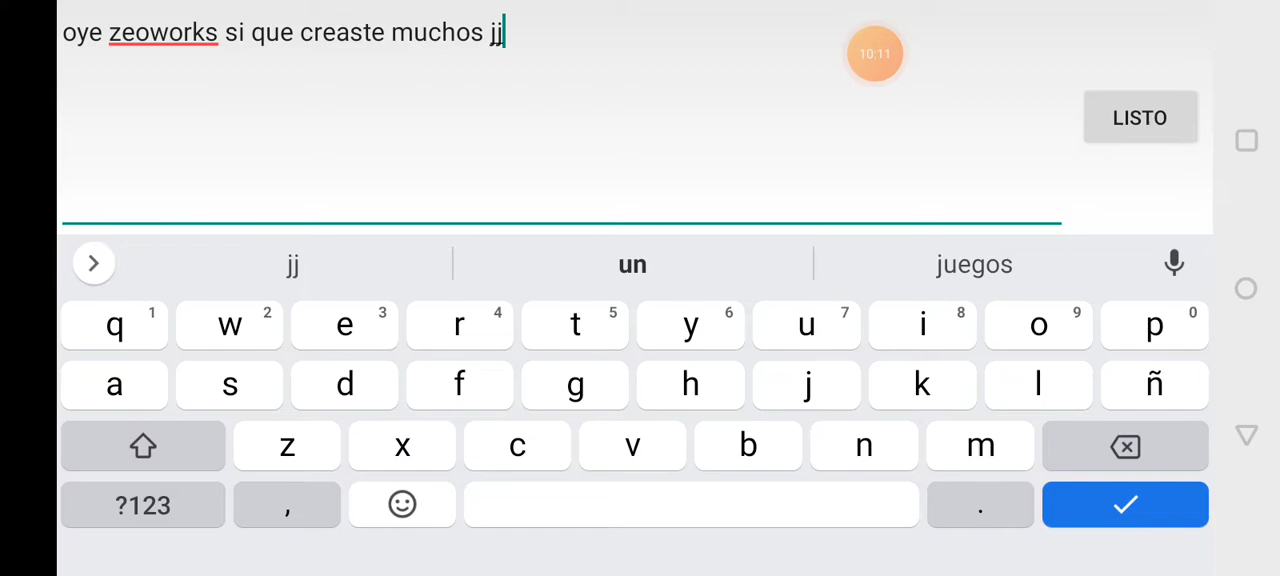 oye zeoworks si que creaste muchos jj
10:11
LISTO
jj un juegos
q 1 w 2 e 3 r 4 t 5 y 6 u 7 i 8 o 9 p 0
a s d f g h j k l ñ
z x c v b n m
?123 , .